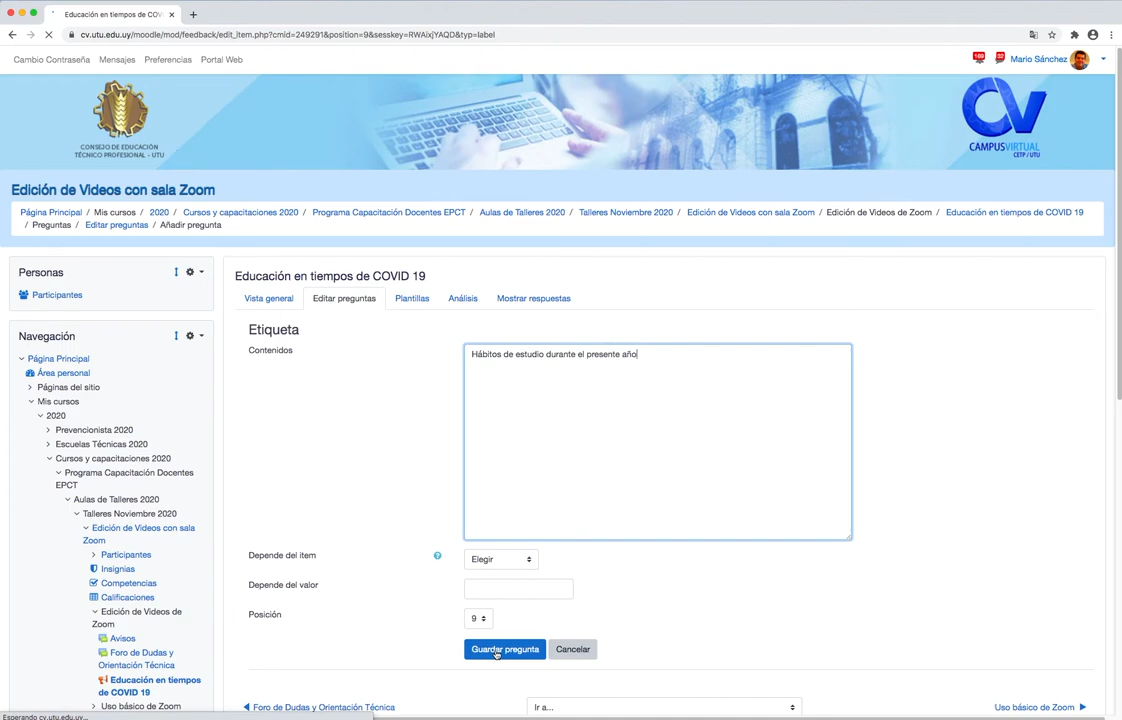 Educación en tiempos de COV
cv.utu.edu.uy/moodle/mod/feedback/edit_item.php?cmid=249291&position=9&sesskey=RWAixjYAQD&typ=label
Cambio Contraseña Mensajes Preferencias Portal Web
169 32 Mario Sánchez
CONSEJO DE EDUCACIÓN
TÉCNICO PROFESIONAL - UTU
CV
CAMPUSVIRTUAL
CETP/UTU
Edición de Videos con sala Zoom
Página Principal / Mis cursos / 2020 / Cursos y capacitaciones 2020 / Programa Capacitación Docentes EPCT / Aulas de Talleres 2020 / Talleres Noviembre 2020 / Edición de Videos con sala Zoom / Edición de Videos de Zoom / Educación en tiempos de COVID 19
/ Preguntas / Editar preguntas / Añadir pregunta
Personas
Participantes
Navegación
Página Principal
Área personal
Páginas del sitio
Mis cursos
2020
Prevencionista 2020
Escuelas Técnicas 2020
Cursos y capacitaciones 2020
Programa Capacitación Docentes
EPCT
Aulas de Talleres 2020
Talleres Noviembre 2020
Edición de Videos con sala
Zoom
Participantes
Insignias
Competencias
Calificaciones
Edición de Videos de
Zoom
Avisos
Foro de Dudas y
Orientación Técnica
Educación en tiempos
de COVID 19
Uso básico de Zoom
Educación en tiempos de COVID 19
Vista general Editar preguntas Plantillas Análisis Mostrar respuestas
Etiqueta
Contenidos
Hábitos de estudio durante el presente año
Depende del item
Elegir
Depende del valor
Posición
9
Guardar pregunta Cancelar
Foro de Dudas y Orientación Técnica
Ir a...
Uso básico de Zoom
Esperando cv.utu.edu.uy...